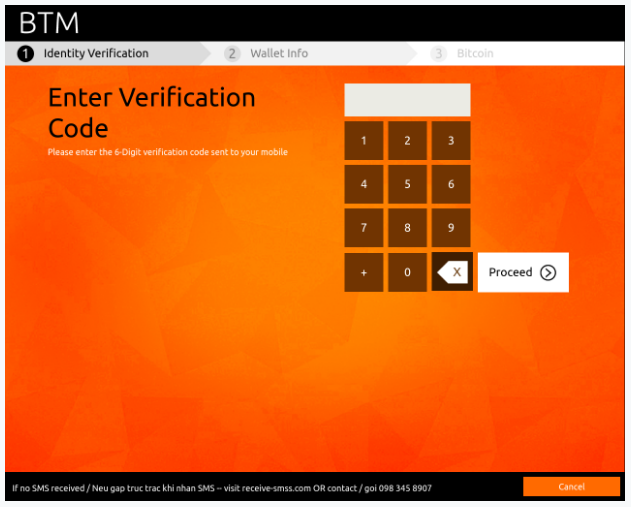 BTM
1 Identity Verification 2 Wallet Info 3 Bitcoin
Enter Verification
Code
Please enter the 6-Digit verification code sent to your mobile
1 2 3
4 5 6
7 8 9
+ 0 X Proceed
If no SMS received / Neu gap truc trac khi nhan SMS -- visit receive-smss.com OR contact / goi 098 345 8907
Cancel